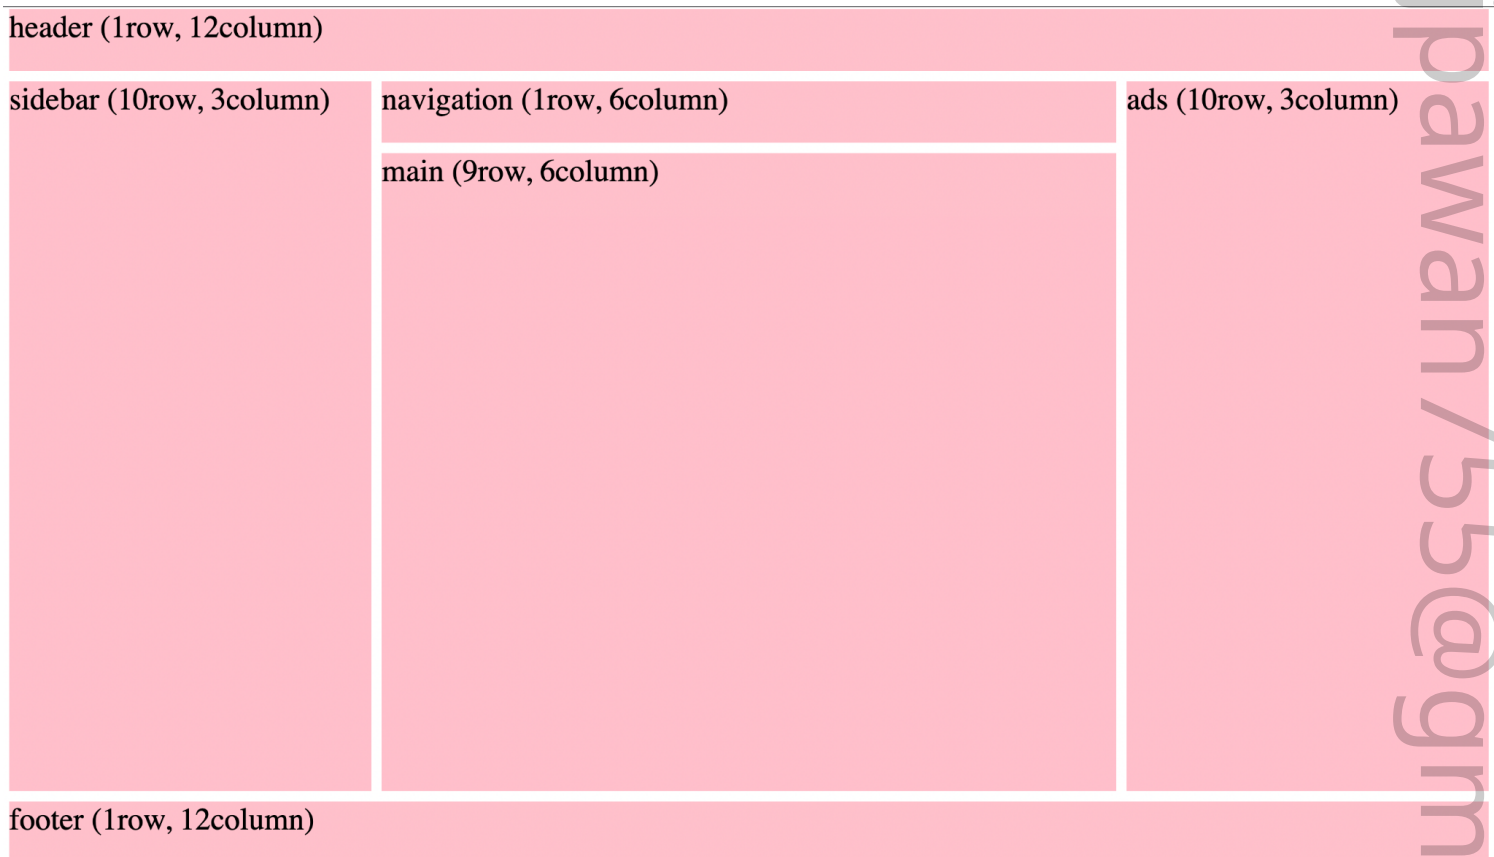 header (1row, 12column)
sidebar (10row, 3column)
navigation (1row, 6column)
ads (10row, 3column)
main (9row, 6column)
footer (1row, 12column)